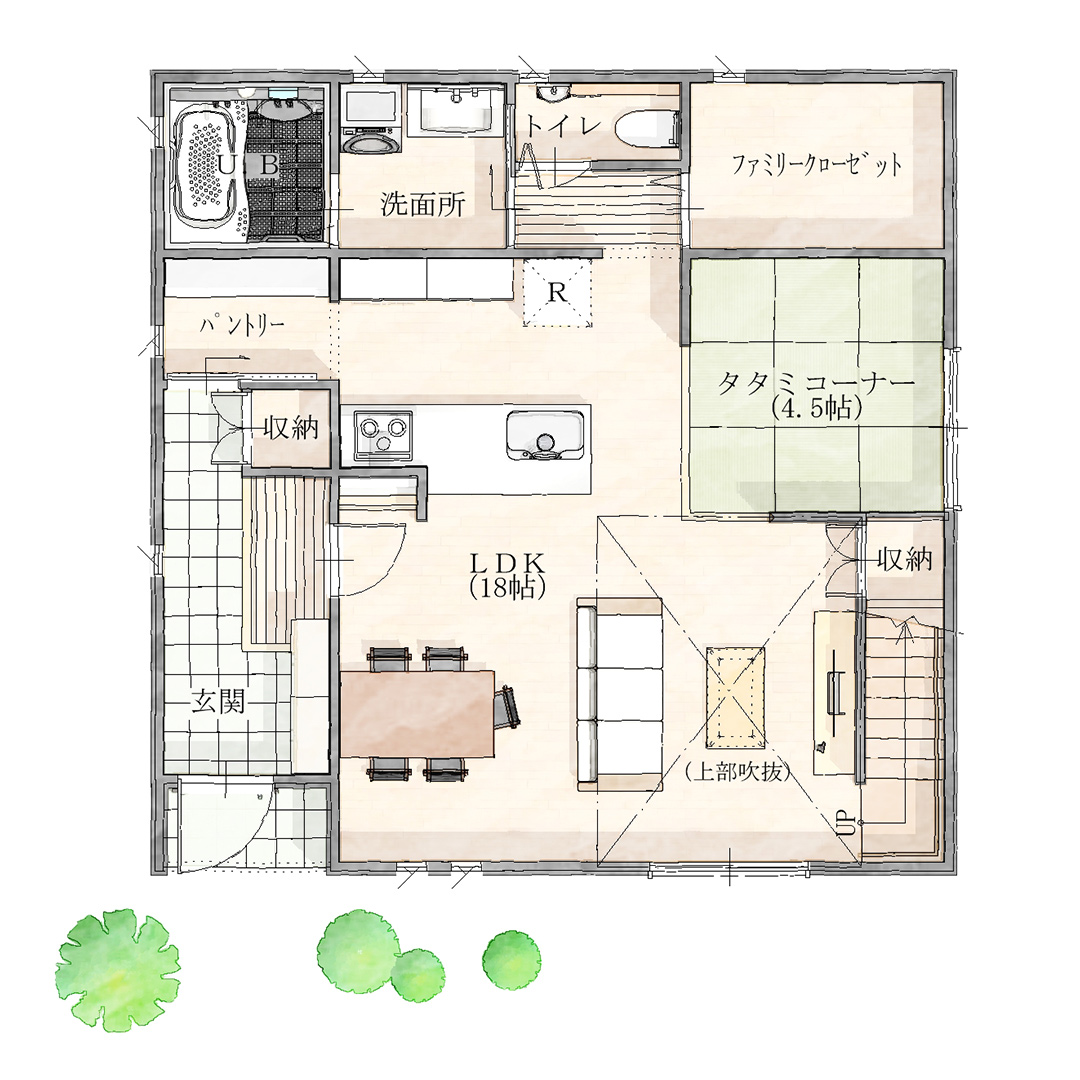 UB
洗面所
トイレ
ファミリークローゼット
パントリー
R
タタミコーナー
(4.5帖)
収納
LDK
(18帖)
収納
玄関
(上部吹抜)
UP